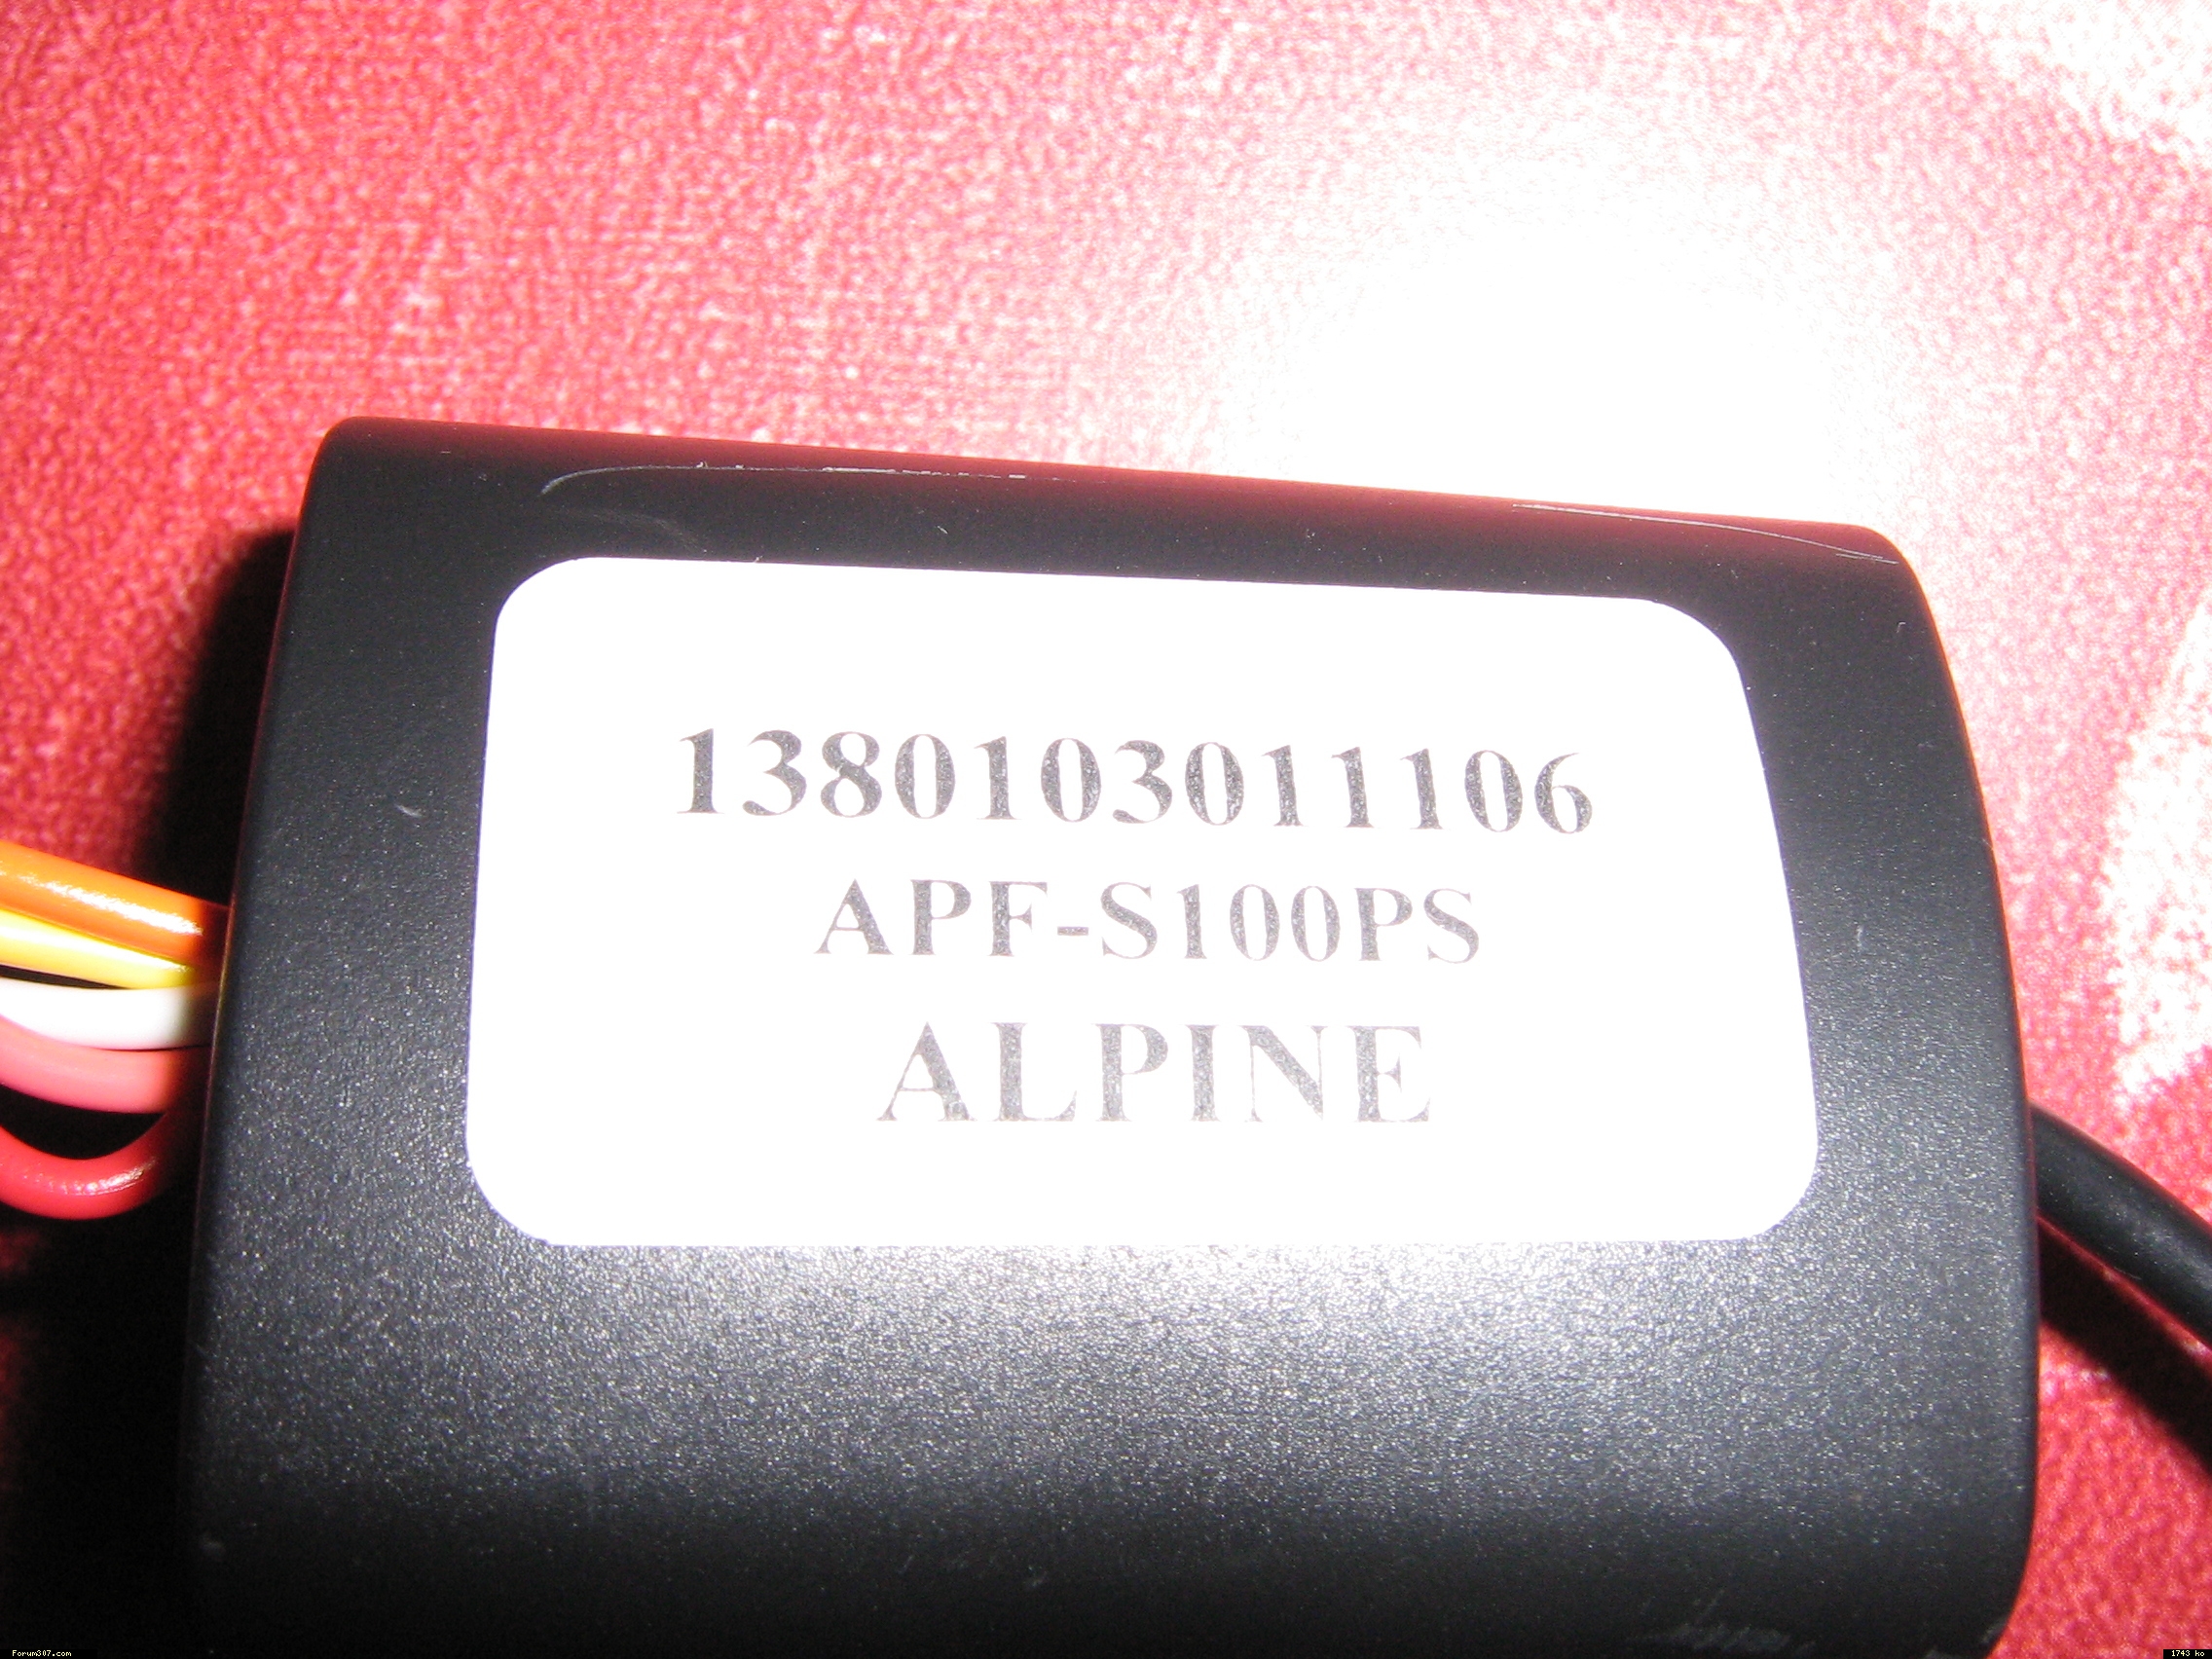 1380103011106
APF-S100PS
ALPINE
Forum307.com
1743 ko